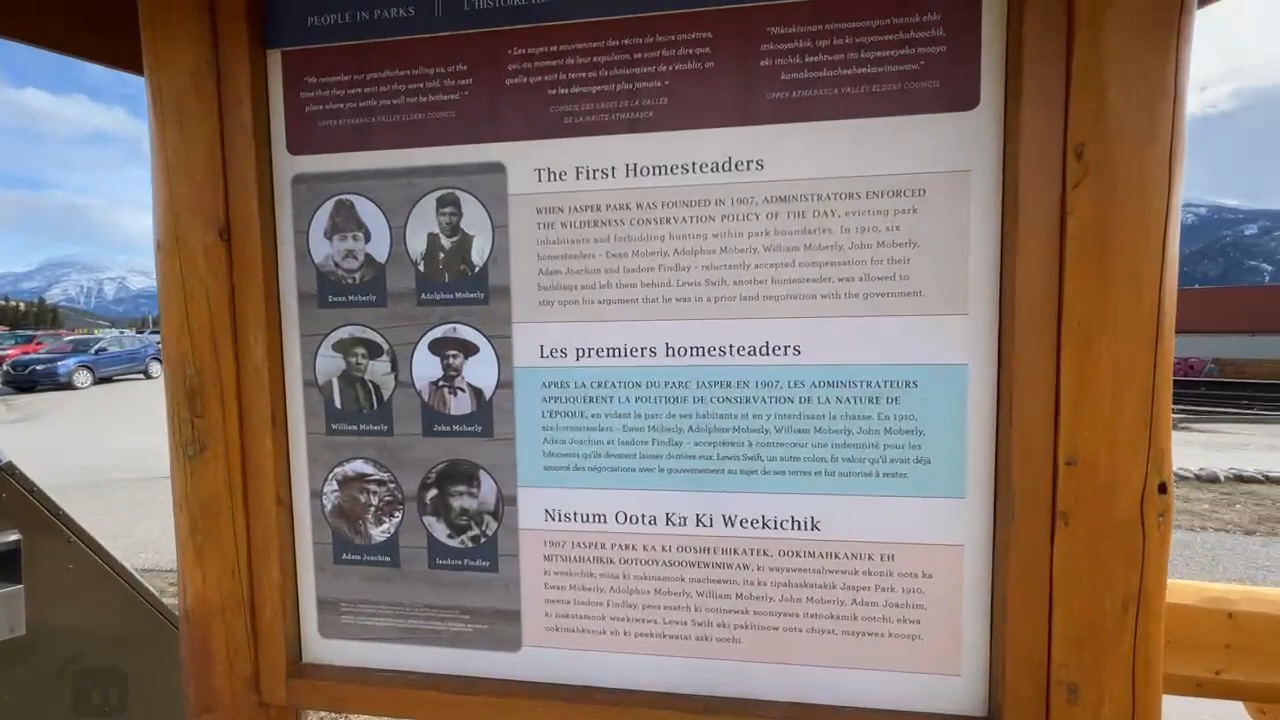 PEOPLE IN PARKS
"We remember our grandfathers telling us, at the
time that they were sent out they were told, 'the next
place where you settle you will not be bothered.'"
UPPER ATHABASCA VALLEY ELDERS COUNCIL
« Les sages se souviennent des récits de leurs ancêtres,
qui, au moment de leur expulsion, se sont fait dire que,
quelle que soit la terre où ils choisiraient de s'établir, on
ne les dérangerait plus jamais. »
CONSEIL DES SAGES DE LA VALLÉE
DE LA HAUTE ATHABASCA
"Nikiskisinan nimoosoompun'nanuk ehki
itikoayahkik, ispi ka ki wayaweechahoochik,
eki itichik, keehtwan ita kapeseeyeko mooya
kamakooskacheeheekawinawaw."
UPPER ATHABASCA VALLEY ELDERS COUNCIL
Ewan Moberly
Adolphus Moberly
William Moberly
John Moberly
Adam Joachim
Isadore Findlay
The First Homesteaders
WHEN JASPER PARK WAS FOUNDED IN 1907, ADMINISTRATORS ENFORCED
THE WILDERNESS CONSERVATION POLICY OF THE DAY, evicting park
inhabitants and forbidding hunting within park boundaries. In 1910, six
homesteaders – Ewan Moberly, Adolphus Moberly, William Moberly, John Moberly,
Adam Joachim and Isadore Findlay – reluctantly accepted compensation for their
buildings and left them behind. Lewis Swift, another homesteader, was allowed to
stay upon his argument that he was in a prior land negotiation with the government.
Les premiers homesteaders
APRÈS LA CRÉATION DU PARC JASPER EN 1907, LES ADMINISTRATEURS
APPLIQUÈRENT LA POLITIQUE DE CONSERVATION DE LA NATURE DE
L'ÉPOQUE, en vidant le parc de ses habitants et en y interdisant la chasse. En 1910,
six homesteaders – Ewan Moberly, Adolphe Moberly, William Moberly, John Moberly,
Adam Joachim et Isadore Findlay – acceptèrent à contrecœur une indemnité pour les
bâtiments qu'ils devaient laisser derrière eux. Lewis Swift, un autre colon, fit valoir qu'il avait déjà
amorcé des négociations avec le gouvernement au sujet de ses terres et fut autorisé à rester.
Nistum Oota Ka Ki Weekichik
1907 JASPER PARK KA KI OOSIHCHIKATEK, OOKIMAHKANUK EH
MITSHAHAHKIK OOTOOYASOOWEWINIWAW, ki wayaweetsahwewuk ekonik oota ka
ki weekichik, mina ki nakinamook macheewin, ita ka tipahaskatakik Jasper Park. 1910,
Ewan Moberly, Adolphus Moberly, William Moberly, John Moberly, Adam Joachim,
meena Isadore Findlay, pees esatch ki ootinewak sooniyawa itatookamik ootchi, ekwa
ki nakatamook weekiwawa. Lewis Swift eki pakitinow oota chiyat, mayawes koospi,
ookimahkanuk eh ki peekiskwatat aski oochi.